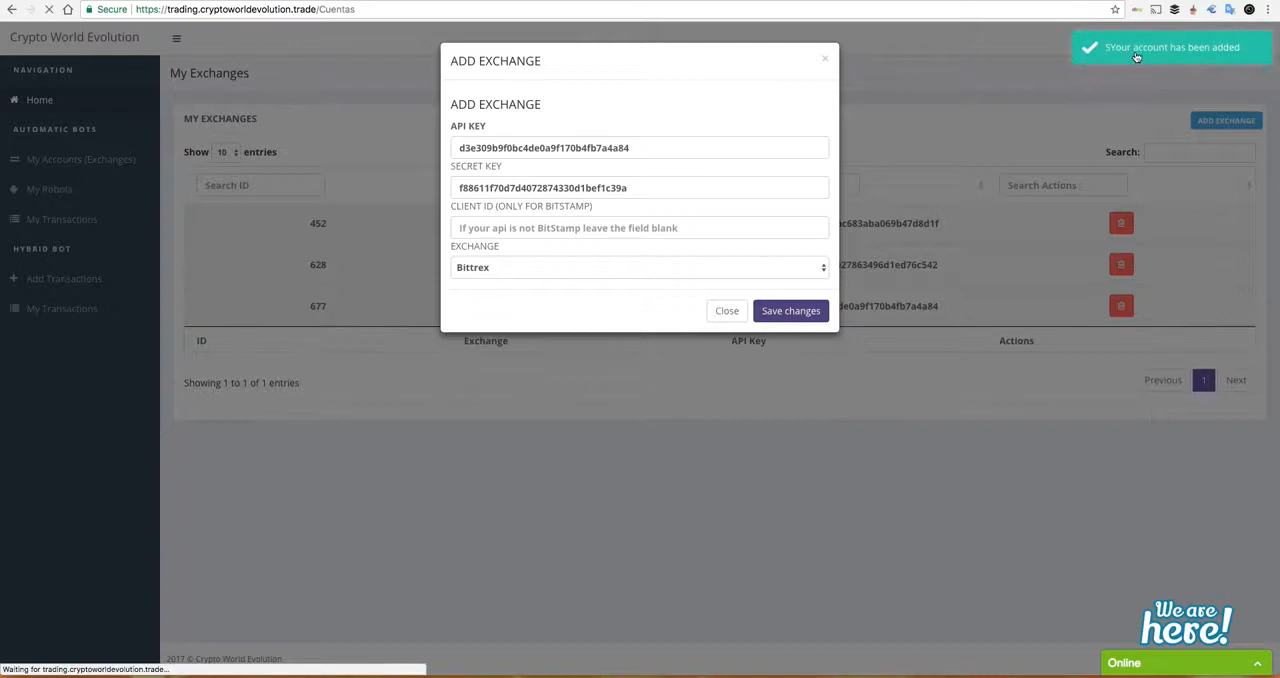 Secure https://trading.cryptoworldevolution.trade/Cuentas
Crypto World Evolution
NAVIGATION
Home
AUTOMATIC BOTS
My Accounts (Exchanges)
My Robots
My Transactions
HYBRID BOT
Add Transactions
My Transactions
My Exchanges
MY EXCHANGES
ADD EXCHANGE
Show 10 entries
Search:
Search ID
Search Actions
452
ac683aba069b47d8d1f
628
027863496d1ed76c542
677
de0a9f170b4fb7a4a84
ID Exchange API Key Actions
Showing 1 to 1 of 1 entries
Previous 1 Next
ADD EXCHANGE ×
ADD EXCHANGE
API KEY
d3e309b9f0bc4de0a9f170b4fb7a4a84
SECRET KEY
f88611f70d7d4072874330d1bef1c39a
CLIENT ID (ONLY FOR BITSTAMP)
If your api is not BitStamp leave the field blank
EXCHANGE
Bittrex
Close Save changes
SYour account has been added
We are
here!
Online
2017 © Crypto World Evolution.
Waiting for trading.cryptoworldevolution.trade...